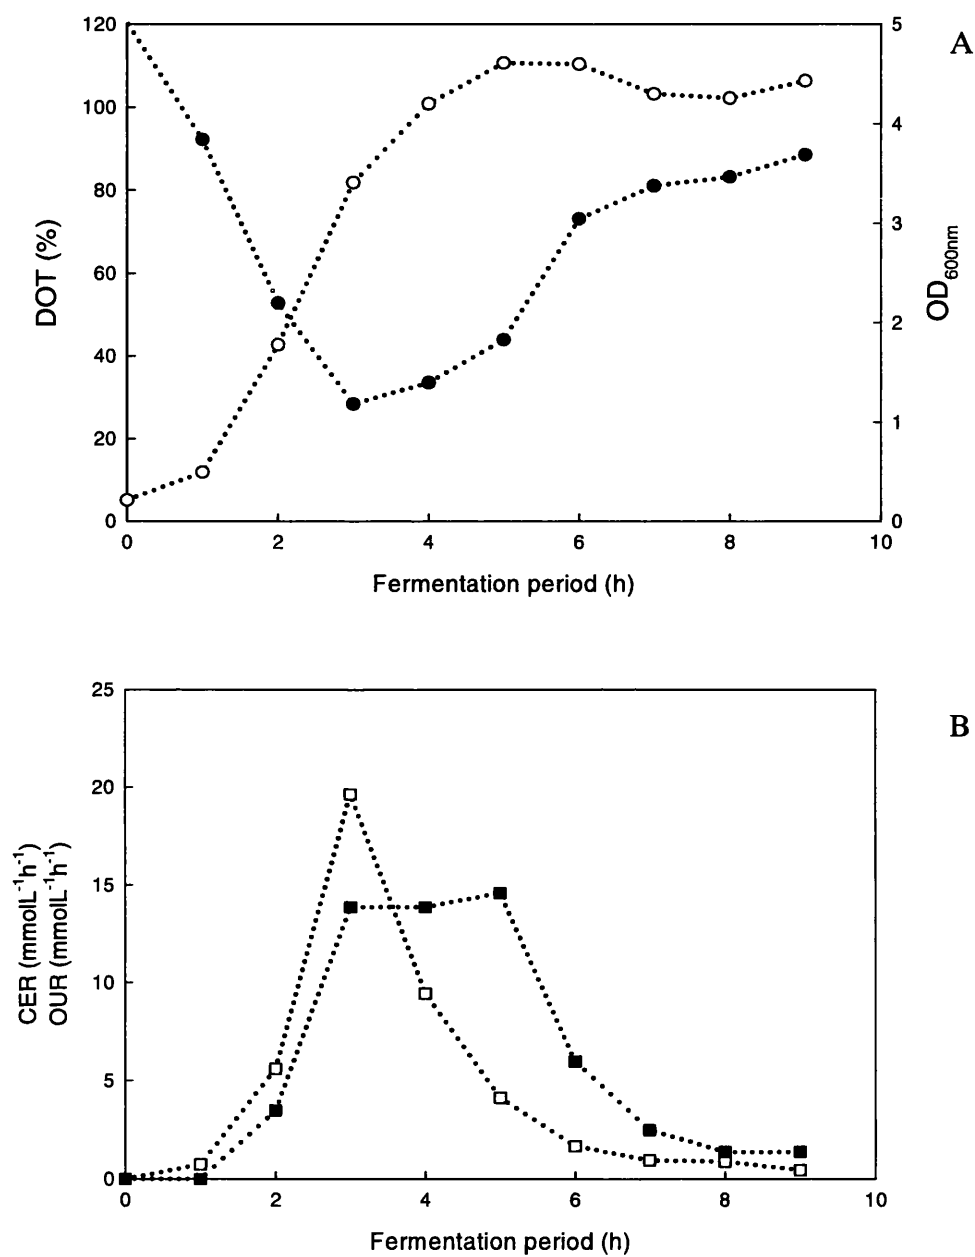 A
120
100
80
60
40
20
0
DOT (%)
5
4
3
2
1
0
OD600nm
0 2 4 6 8 10
Fermentation period (h)
B
25
20
15
10
5
0
CER (mmolL-1h-1)
OUR (mmolL-1h-1)
0 2 4 6 8 10
Fermentation period (h)